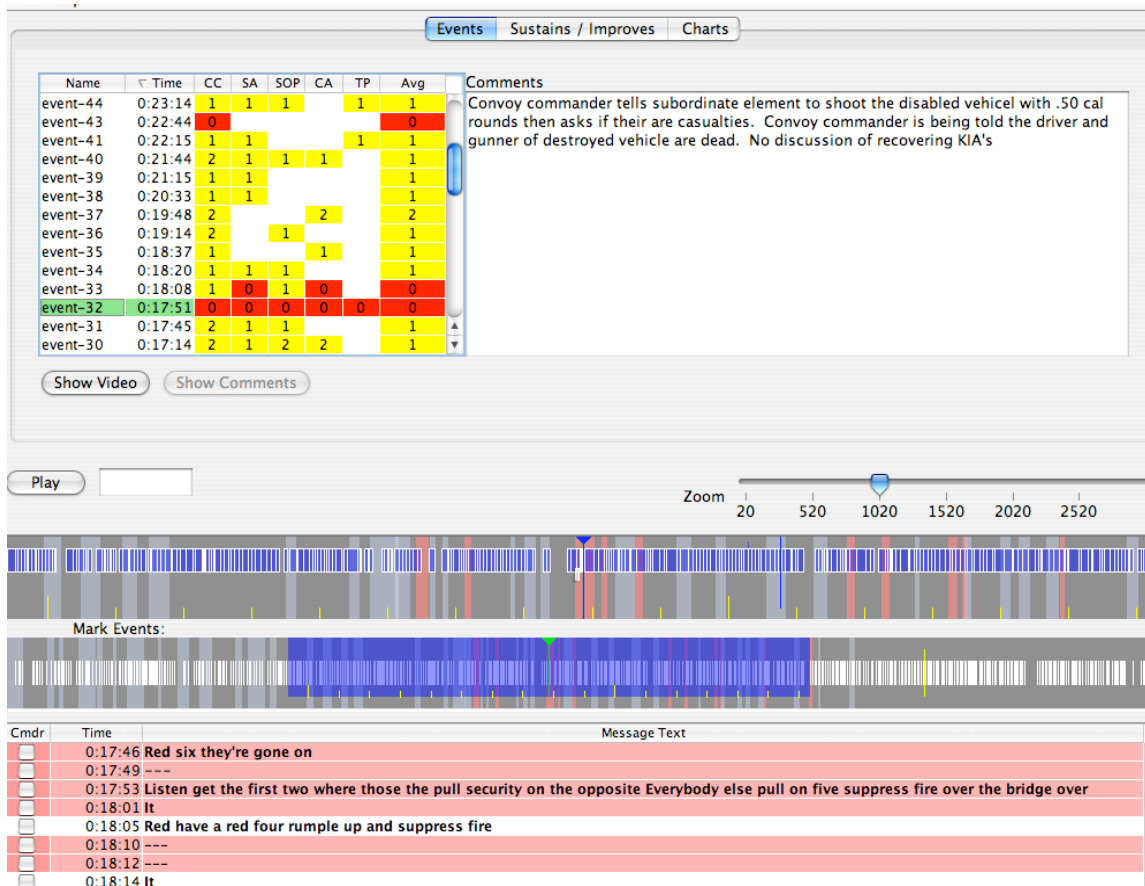 Events Sustains / Improves Charts
Name Time CC SA SOP CA TP Avg Comments
event-44 0:23:14 1 1 1 1 1
event-43 0:22:44 0 0
event-41 0:22:15 1 1 1 1
event-40 0:21:44 2 1 1 1 1
event-39 0:21:15 1 1 1
event-38 0:20:33 1 1 1
event-37 0:19:48 2 2 2
event-36 0:19:14 2 1 1
event-35 0:18:37 1 1 1
event-34 0:18:20 1 1 1 1
event-33 0:18:08 1 0 1 0 0
event-32 0:17:51 0 0 0 0 0 0
event-31 0:17:45 2 1 1 1
event-30 0:17:14 2 1 2 2 1
Convoy commander tells subordinate element to shoot the disabled vehicel with .50 cal
rounds then asks if their are casualties. Convoy commander is being told the driver and
gunner of destroyed vehicle are dead. No discussion of recovering KIA's
Show Video Show Comments
Play
Zoom
20 520 1020 1520 2020 2520
Mark Events:
Cmdr Time Message Text
0:17:46 Red six they're gone on
0:17:49 ---
0:17:53 Listen get the first two where those the pull security on the opposite Everybody else pull on five suppress fire over the bridge over
0:18:01 It
0:18:05 Red have a red four rumple up and suppress fire
0:18:10 ---
0:18:12 ---
0:18:14 It